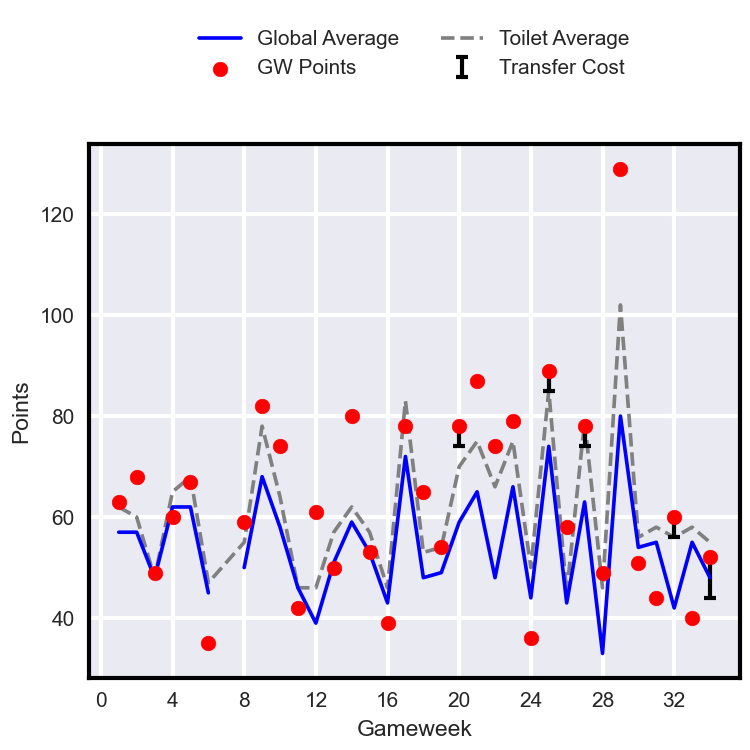 Global Average
Toilet Average
GW Points
Transfer Cost
120
100
80
60
40
Points
0 4 8 12 16 20 24 28 32
Gameweek